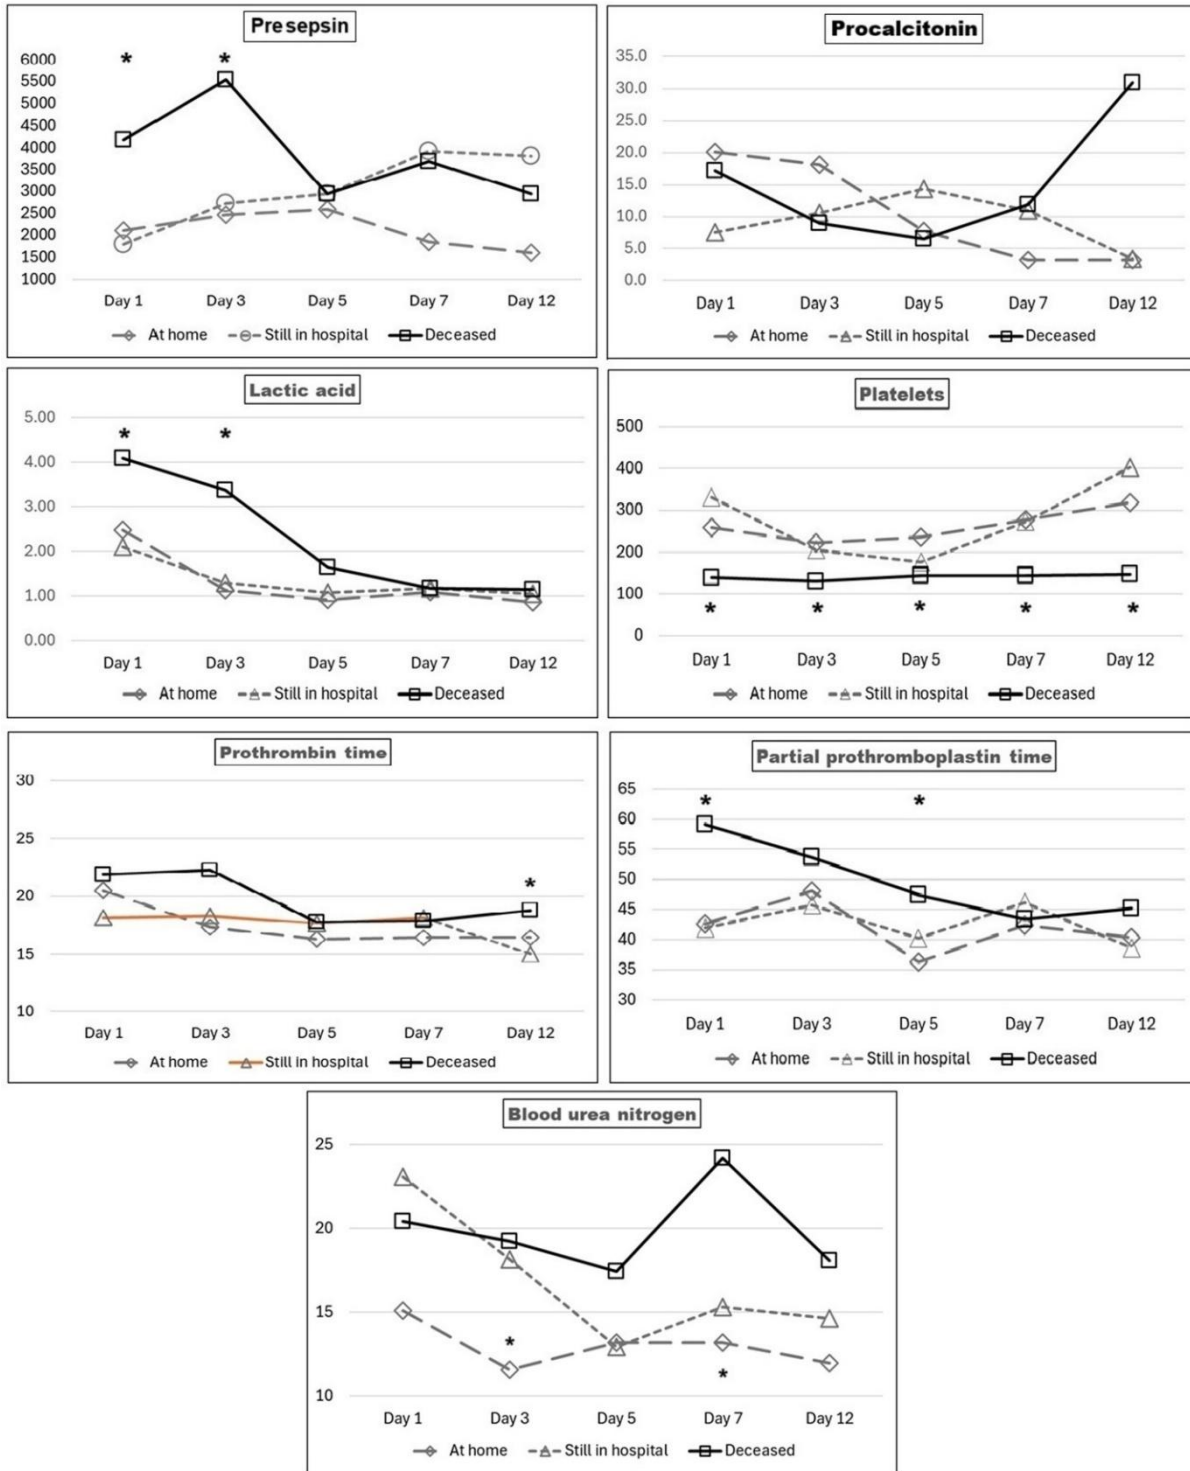 Presepsin
6000
5500
5000
4500
4000
3500
3000
2500
2000
1500
1000
* *
Day 1 Day 3 Day 5 Day 7 Day 12
At home Still in hospital Deceased
Procalcitonin
35.0
30.0
25.0
20.0
15.0
10.0
5.0
0.0
Day 1 Day 3 Day 5 Day 7 Day 12
At home Still in hospital Deceased
Lactic acid
5.00
4.00
3.00
2.00
1.00
0.00
* *
Day 1 Day 3 Day 5 Day 7 Day 12
At home Still in hospital Deceased
Platelets
500
400
300
200
100
0
* * * * *
Day 1 Day 3 Day 5 Day 7 Day 12
At home Still in hospital Deceased
Prothrombin time
30
25
20
15
10
*
Day 1 Day 3 Day 5 Day 7 Day 12
At home Still in hospital Deceased
Partial prothromboplastin time
65
60
55
50
45
40
35
30
* *
Day 1 Day 3 Day 5 Day 7 Day 12
At home Still in hospital Deceased
Blood urea nitrogen
25
20
15
10
* *
Day 1 Day 3 Day 5 Day 7 Day 12
At home Still in hospital Deceased